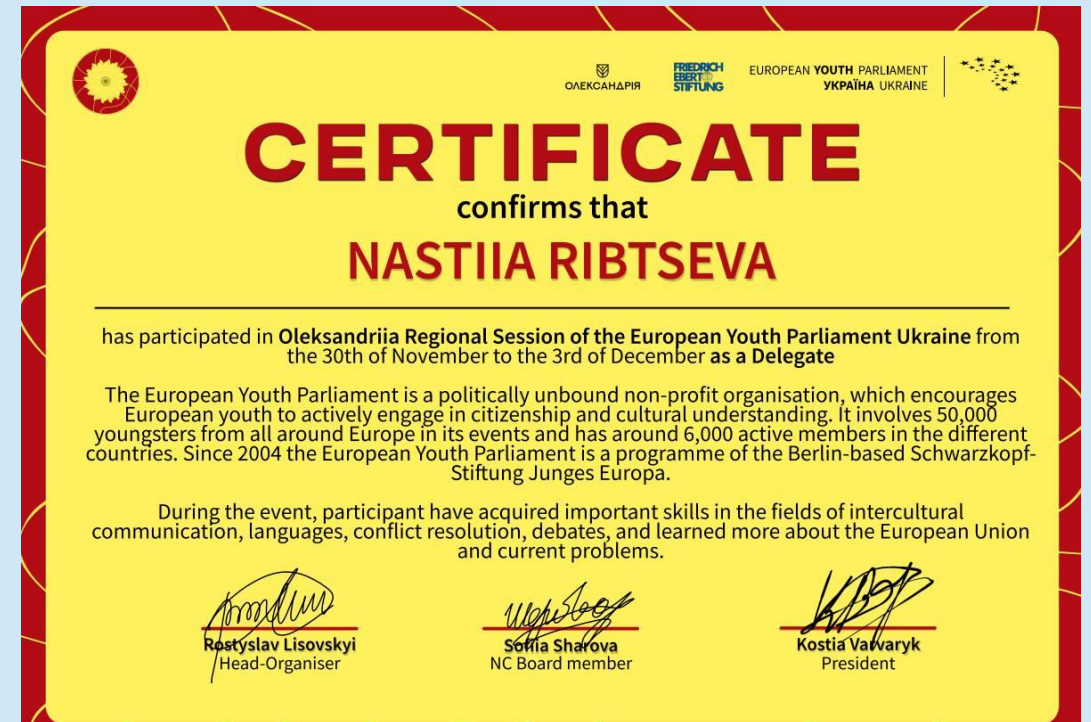 ОЛЕКСАНДРІЯ
FRIEDRICH
EBERT
STIFTUNG
EUROPEAN YOUTH PARLIAMENT
УКРАЇНА UKRAINE
CERTIFICATE
confirms that
NASTIIA RIBTSEVA
has participated in Oleksandriia Regional Session of the European Youth Parliament Ukraine from
the 30th of November to the 3rd of December as a Delegate
The European Youth Parliament is a politically unbound non-profit organisation, which encourages
European youth to actively engage in citizenship and cultural understanding. It involves 50,000
youngsters from all around Europe in its events and has around 6,000 active members in the different
countries. Since 2004 the European Youth Parliament is a programme of the Berlin-based Schwarzkopf-
Stiftung Junges Europa.
During the event, participant have acquired important skills in the fields of intercultural
communication, languages, conflict resolution, debates, and learned more about the European Union
and current problems.
Rostyslav Lisovskyi
Head-Organiser
Sofiia Sharova
NC Board member
Kostia Varvaryk
President